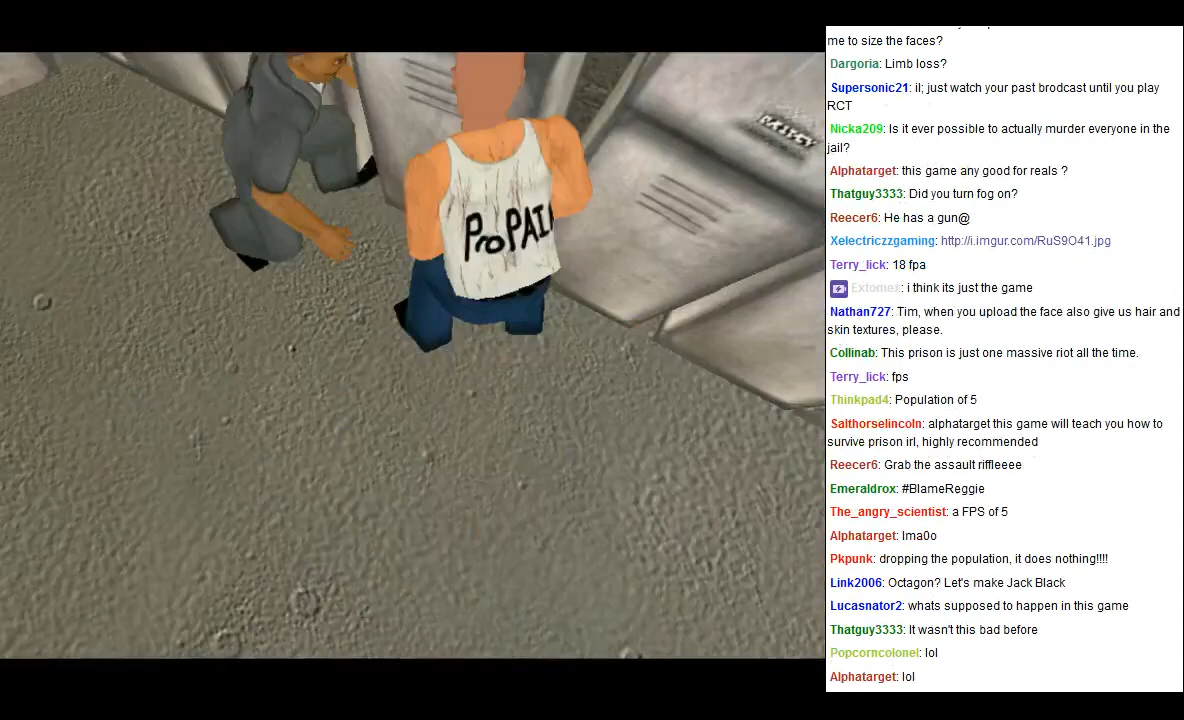 me to size the faces?
Dargoria: Limb loss?
Supersonic21: il; just watch your past brodcast until you play
RCT
Nicka209: Is it ever possible to actually murder everyone in the
jail?
Alphatarget: this game any good for reals ?
Thatguy3333: Did you turn fog on?
Reecer6: He has a gun@
Xelectriczzgaming: http://i.imgur.com/RuS9O41.jpg
Terry_lick: 18 fpa
Extomex: i think its just the game
Nathan727: Tim, when you upload the face also give us hair and
skin textures, please.
Collinab: This prison is just one massive riot all the time.
Terry_lick: fps
Thinkpad4: Population of 5
Salthorselincoln: alphatarget this game will teach you how to
survive prison irl, highly recommended
Reecer6: Grab the assault riffleeee
Emeraldrox: #BlameReggie
The_angry_scientist: a FPS of 5
Alphatarget: lma0o
Pkpunk: dropping the population, it does nothing!!!!
Link2006: Octagon? Let's make Jack Black
Lucasnator2: whats supposed to happen in this game
Thatguy3333: It wasn't this bad before
Popcorncolonel: lol
Alphatarget: lol
ProPAI